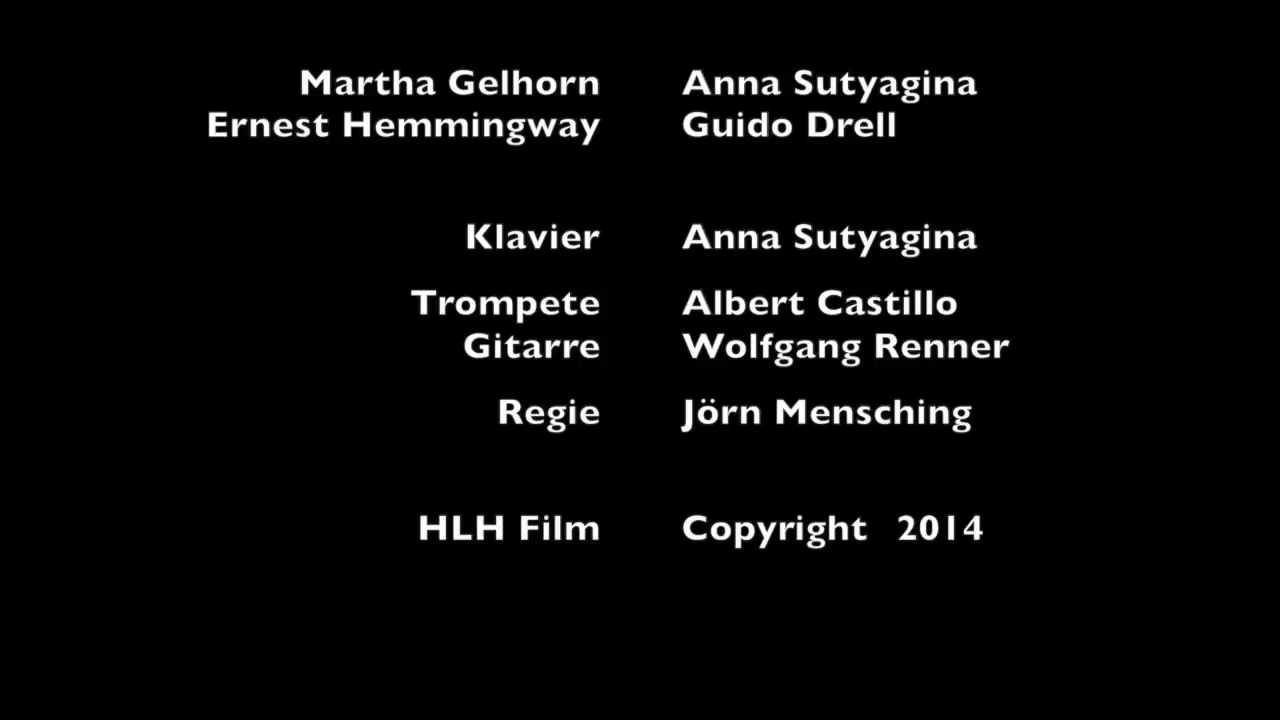 Martha Gelhorn Anna Sutyagina
Ernest Hemmingway Guido Drell
Klavier Anna Sutyagina
Trompete Albert Castillo
Gitarre Wolfgang Renner
Regie Jörn Mensching
HLH Film Copyright 2014